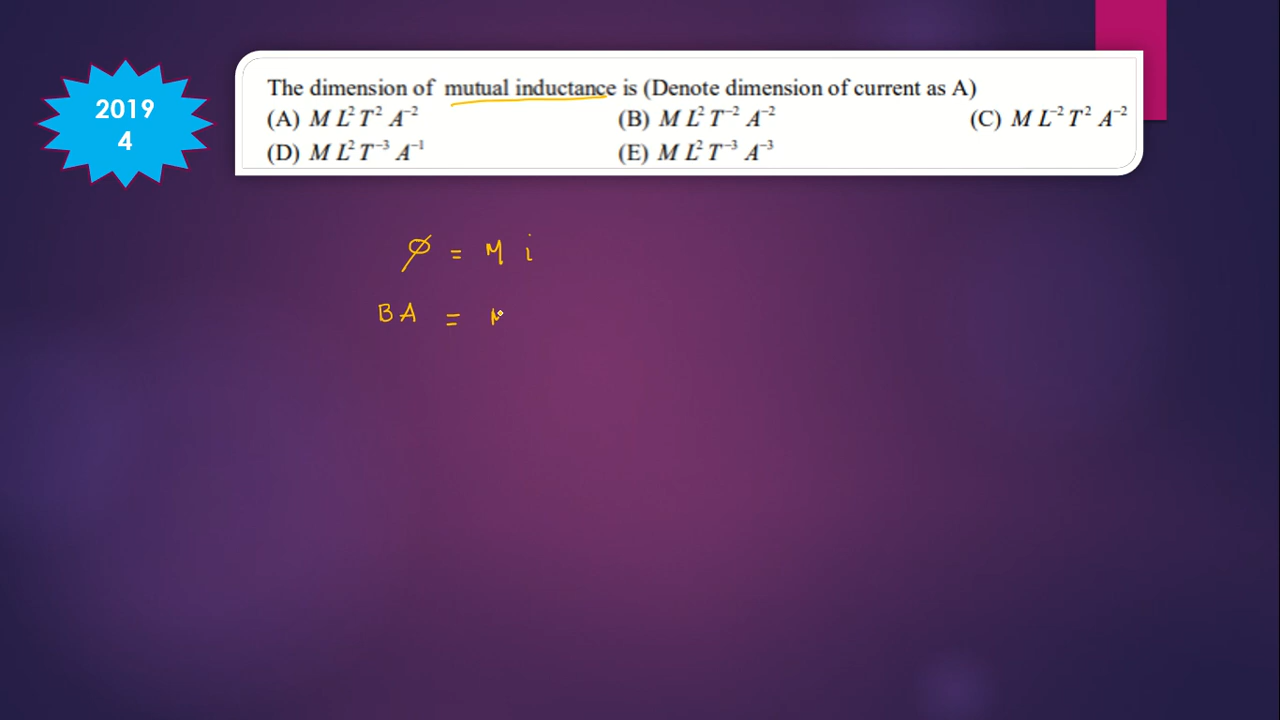 2019
4
The dimension of mutual inductance is (Denote dimension of current as A)
(A) M L² T² A⁻² (B) M L² T⁻² A⁻² (C) M L⁻² T² A⁻²
(D) M L² T⁻³ A⁻¹ (E) M L² T⁻³ A⁻³
φ = M i
B A =